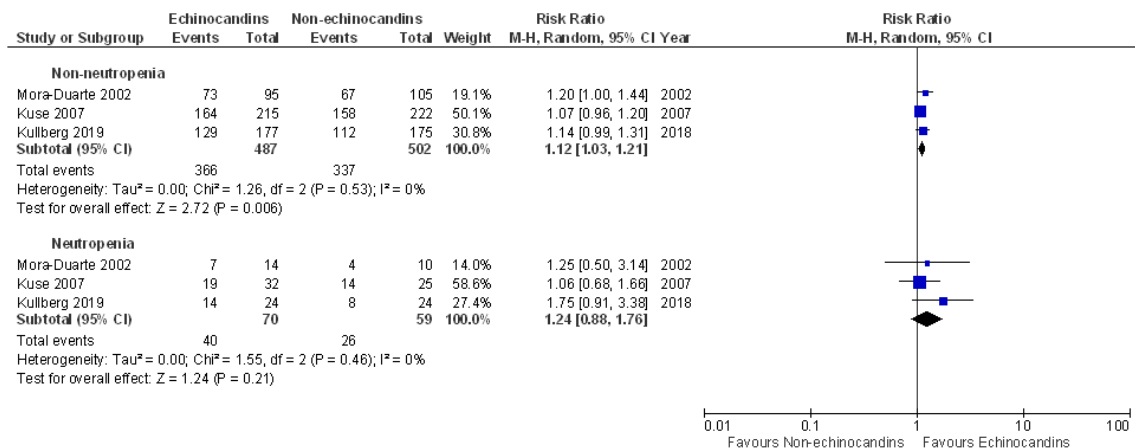 Echinocandins Non-echinocandins Risk Ratio Risk Ratio
Study or Subgroup Events Total Events Total Weight M-H, Random, 95% CI Year M-H, Random, 95% CI
Non-neutropenia
Mora-Duarte 2002 73 95 67 105 19.1% 1.20 [1.00, 1.44] 2002
Kuse 2007 164 215 158 222 50.1% 1.07 [0.96, 1.20] 2007
Kullberg 2019 129 177 112 175 30.8% 1.14 [0.99, 1.31] 2018
Subtotal (95% CI) 487 502 100.0% 1.12 [1.03, 1.21]
Total events 366 337
Heterogeneity: Tau² = 0.00; Chi² = 1.26, df = 2 (P = 0.53); I² = 0%
Test for overall effect: Z = 2.72 (P = 0.006)
Neutropenia
Mora-Duarte 2002 7 14 4 10 14.0% 1.25 [0.50, 3.14] 2002
Kuse 2007 19 32 14 25 58.6% 1.06 [0.68, 1.66] 2007
Kullberg 2019 14 24 8 24 27.4% 1.75 [0.91, 3.38] 2018
Subtotal (95% CI) 70 59 100.0% 1.24 [0.88, 1.76]
Total events 40 26
Heterogeneity: Tau² = 0.00; Chi² = 1.55, df = 2 (P = 0.46); I² = 0%
Test for overall effect: Z = 1.24 (P = 0.21)
0.01 0.1 1 10 100
Favours Non-echinocandins Favours Echinocandins